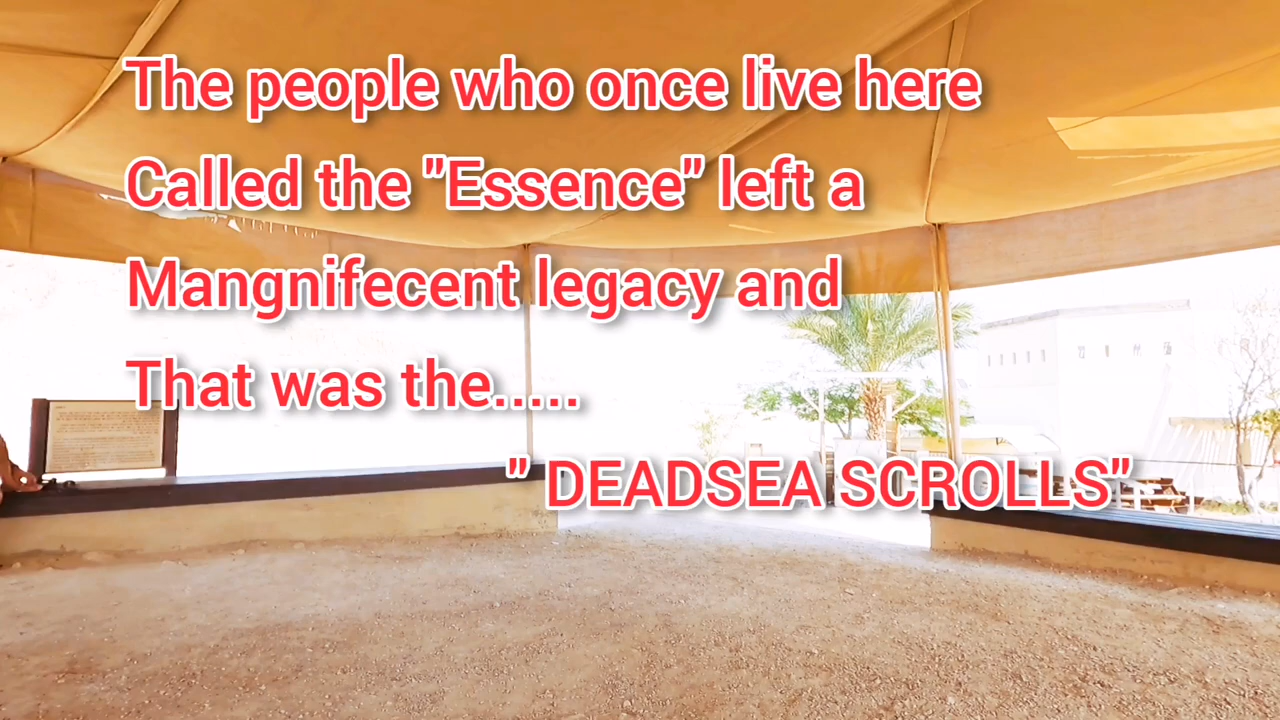 The people who once live here
Called the "Essence" left a
Mangnifecent legacy and
That was the.....
" DEADSEA SCROLLS"